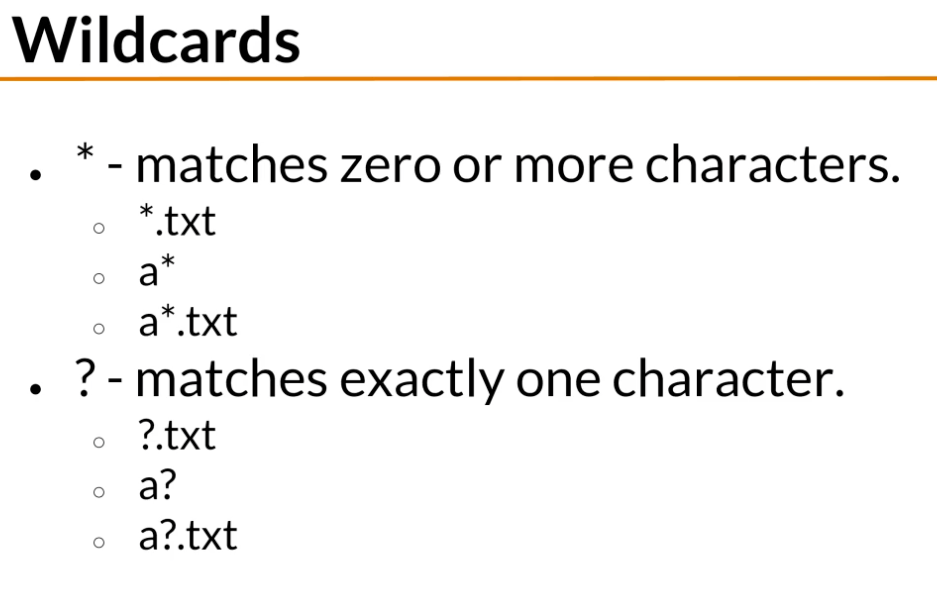 Wildcards
• * - matches zero or more characters.
○ *.txt
○ a*
○ a*.txt
• ? - matches exactly one character.
○ ?.txt
○ a?
○ a?.txt